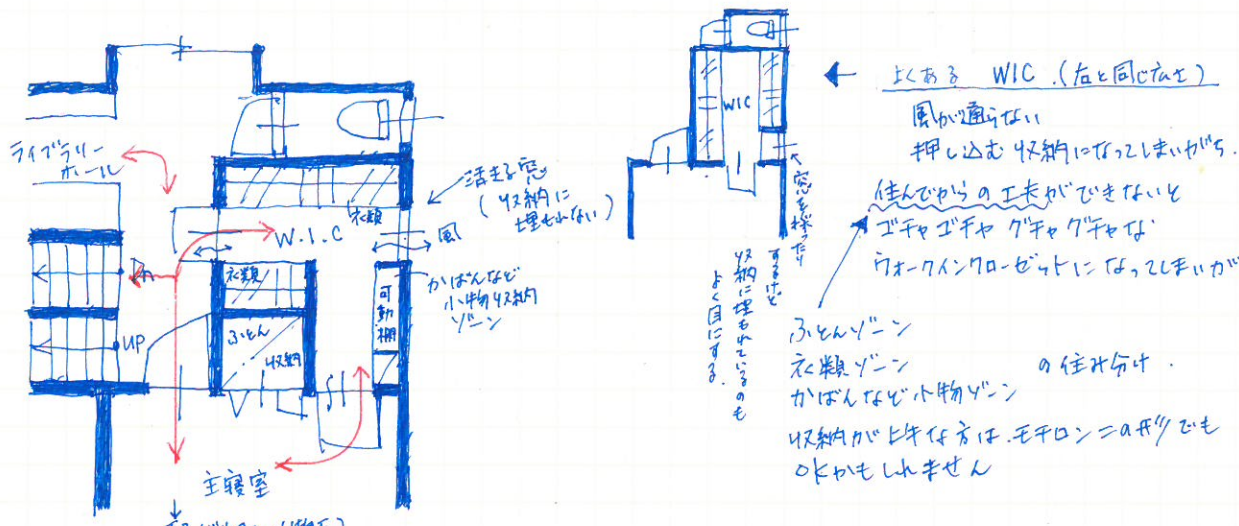 ライブラリー
ホール
衣類
W.I.C
活きる窓
(収納に
埋もれない)
風
かばんなど
小物収納
ゾーン
衣類
可動棚
ふとん
収納
Dn
UP
主寝室
WIC
窓を採ったり
するけど
収納に埋もれているのも
よく目にする.
よくある WIC.(左と同じ広さ)
風が通らない
押し込む収納になってしまいがち.
住んでからの工夫ができないと
ゴチャゴチャ グチャグチャな
ウォークインクローゼットになってしまいが
ふとんゾーン
衣類ゾーン
の住み分け.
かばんなど小物ゾーン
収納が上手な方は.モチロンこの形でも
OKかもしれません